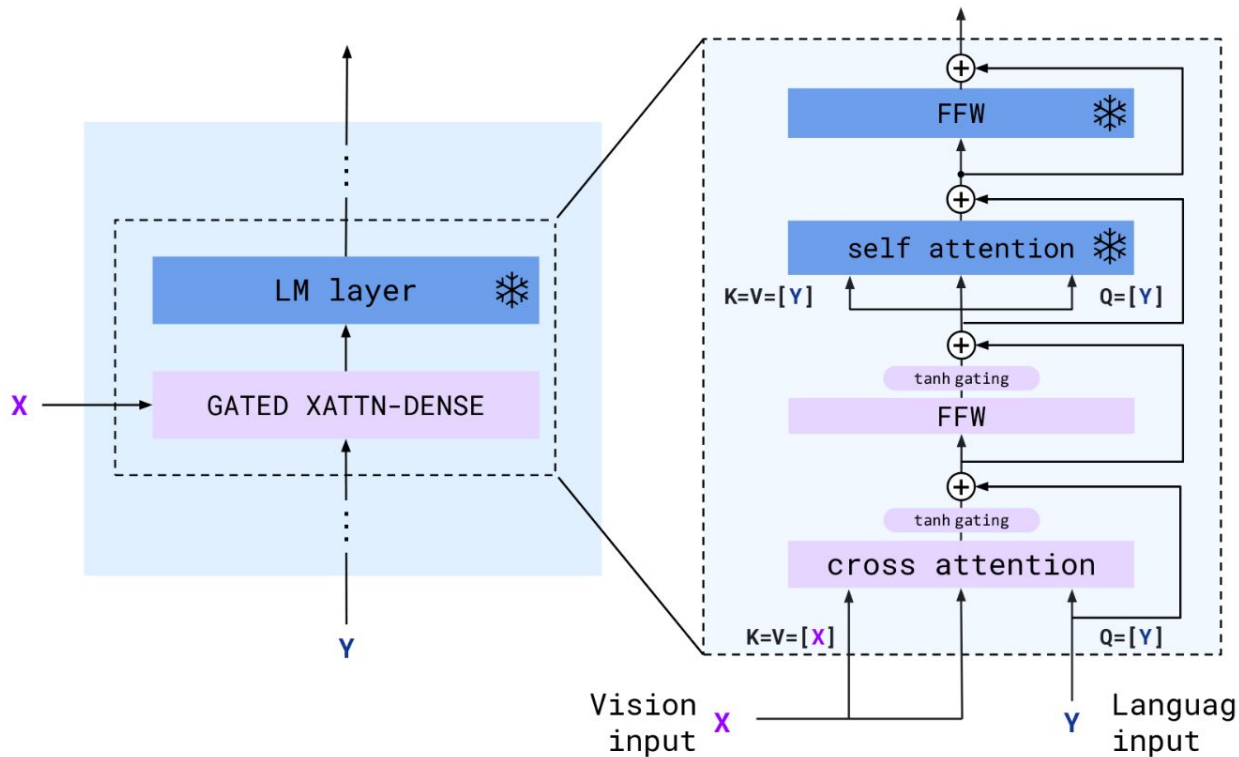 LM layer
X
GATED XATTN-DENSE
Y
FFW
self attention
K=V=[Y]
Q=[Y]
tanh gating
FFW
tanh gating
cross attention
K=V=[X]
Q=[Y]
Vision
input
X
Y
Languag
input